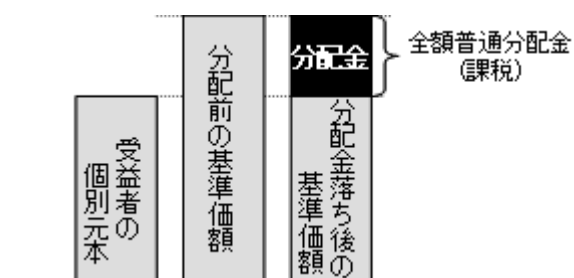 受益者の
個別元本
分配前の基準価額
分配金
分配金落ち後の
基準価額
全額普通分配金
(課税)